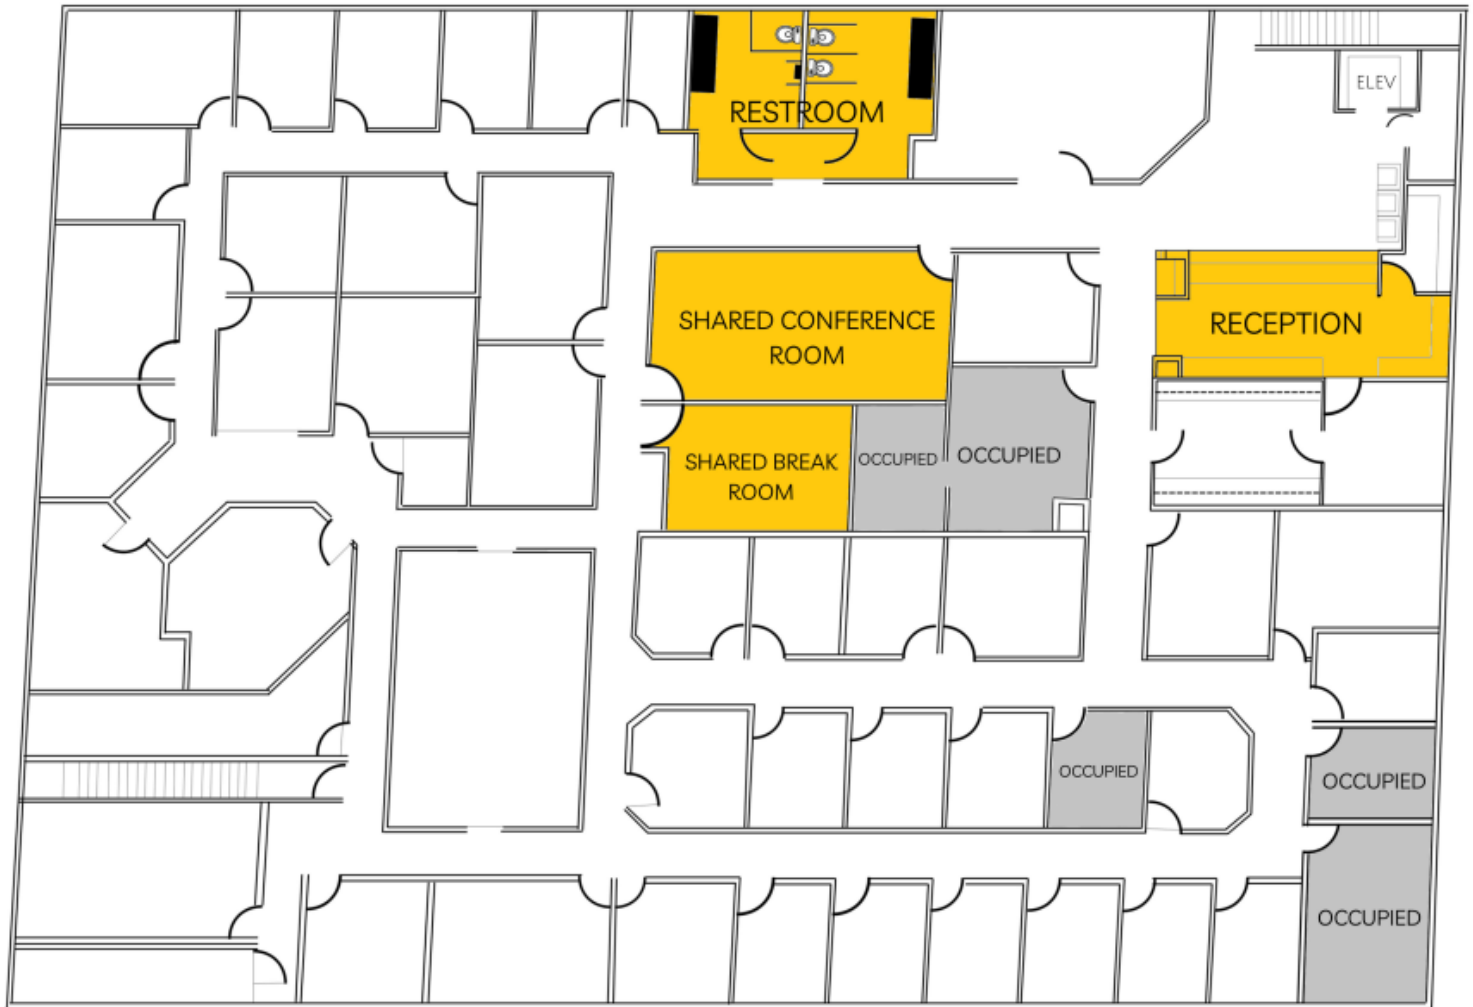 ELEV
RESTROOM
SHARED CONFERENCE
ROOM
RECEPTION
SHARED BREAK
ROOM
OCCUPIED
OCCUPIED
OCCUPIED
OCCUPIED
OCCUPIED